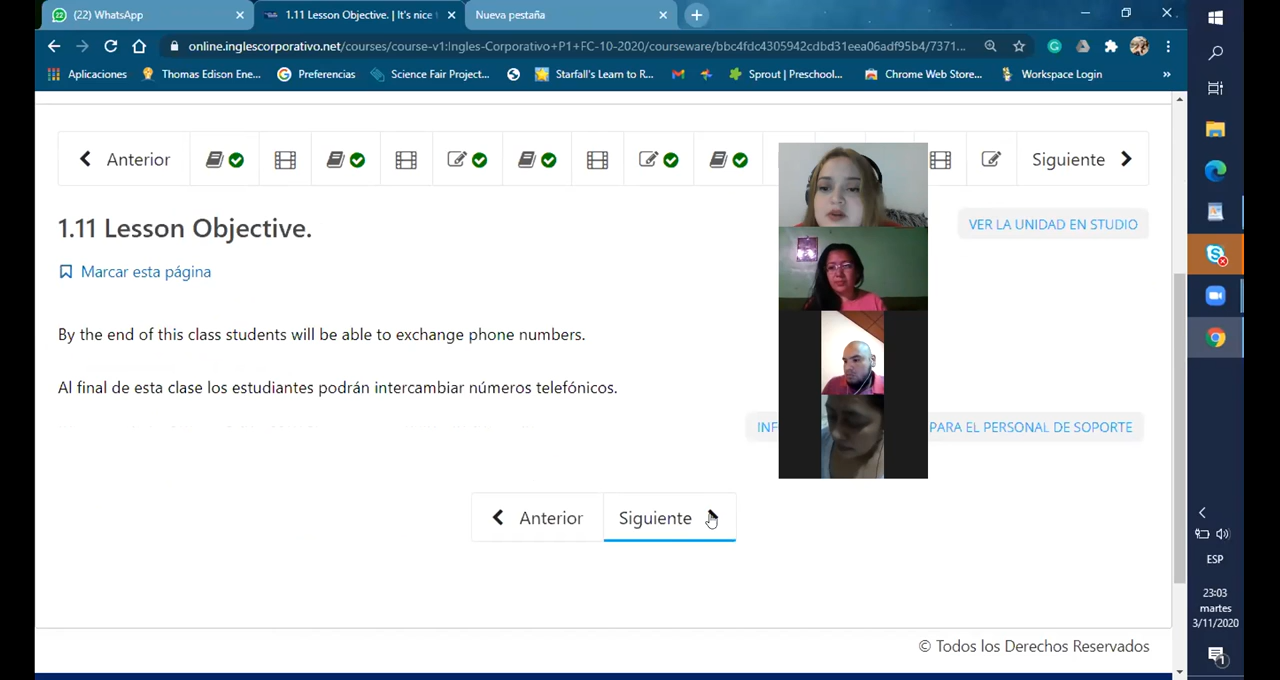 (22) WhatsApp
1.11 Lesson Objective. | It's nice t
Nueva pestaña
online.inglescorporativo.net/courses/course-v1:Ingles-Corporativo+P1+FC-10-2020/courseware/bbc4fdc4305942cdbd31eea06adf95b4/7371...
Aplicaciones
Thomas Edison Ene...
Preferencias
Science Fair Project...
Starfall's Learn to R...
Sprout | Preschool...
Chrome Web Store...
Workspace Login
»
Anterior
Siguiente
1.11 Lesson Objective.
VER LA UNIDAD EN STUDIO
Marcar esta página
By the end of this class students will be able to exchange phone numbers.
Al final de esta clase los estudiantes podrán intercambiar números telefónicos.
INF
PARA EL PERSONAL DE SOPORTE
Anterior
Siguiente
© Todos los Derechos Reservados
ESP
23:03
martes
3/11/2020
1